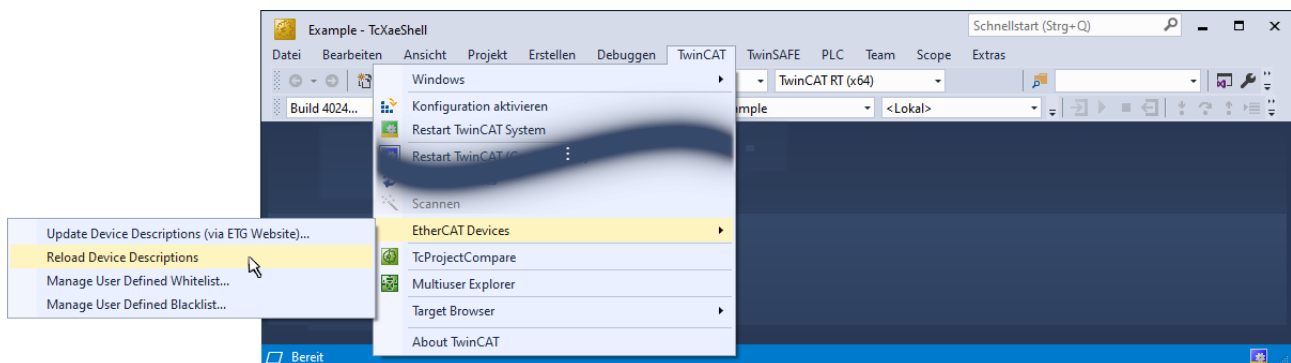 Example - TcXaeShell
Schnellstart (Strg+Q)
Datei Bearbeiten Ansicht Projekt Erstellen Debuggen TwinCAT TwinSAFE PLC Team Scope Extras
Windows
TwinCAT RT (x64)
Build 4024...
Konfiguration aktivieren
<Lokal>
Restart TwinCAT System
Restart TwinCAT
Scannen
EtherCAT Devices
Update Device Descriptions (via ETG Website)...
Reload Device Descriptions
TcProjectCompare
Manage User Defined Whitelist...
Multiuser Explorer
Manage User Defined Blacklist...
Target Browser
About TwinCAT
Bereit